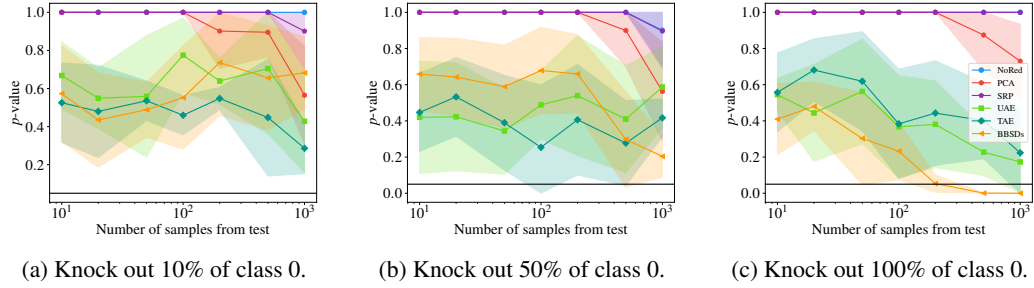 1.0
0.8
0.6
0.4
0.2
p-value
10^1
10^2
10^3
Number of samples from test
(a) Knock out 10% of class 0.
1.0
0.8
0.6
0.4
0.2
0.0
p-value
10^1
10^2
10^3
Number of samples from test
(b) Knock out 50% of class 0.
1.0
0.8
0.6
0.4
0.2
0.0
p-value
NoRed
PCA
SRP
UAE
TAE
BBSDs
10^1
10^2
10^3
Number of samples from test
(c) Knock out 100% of class 0.